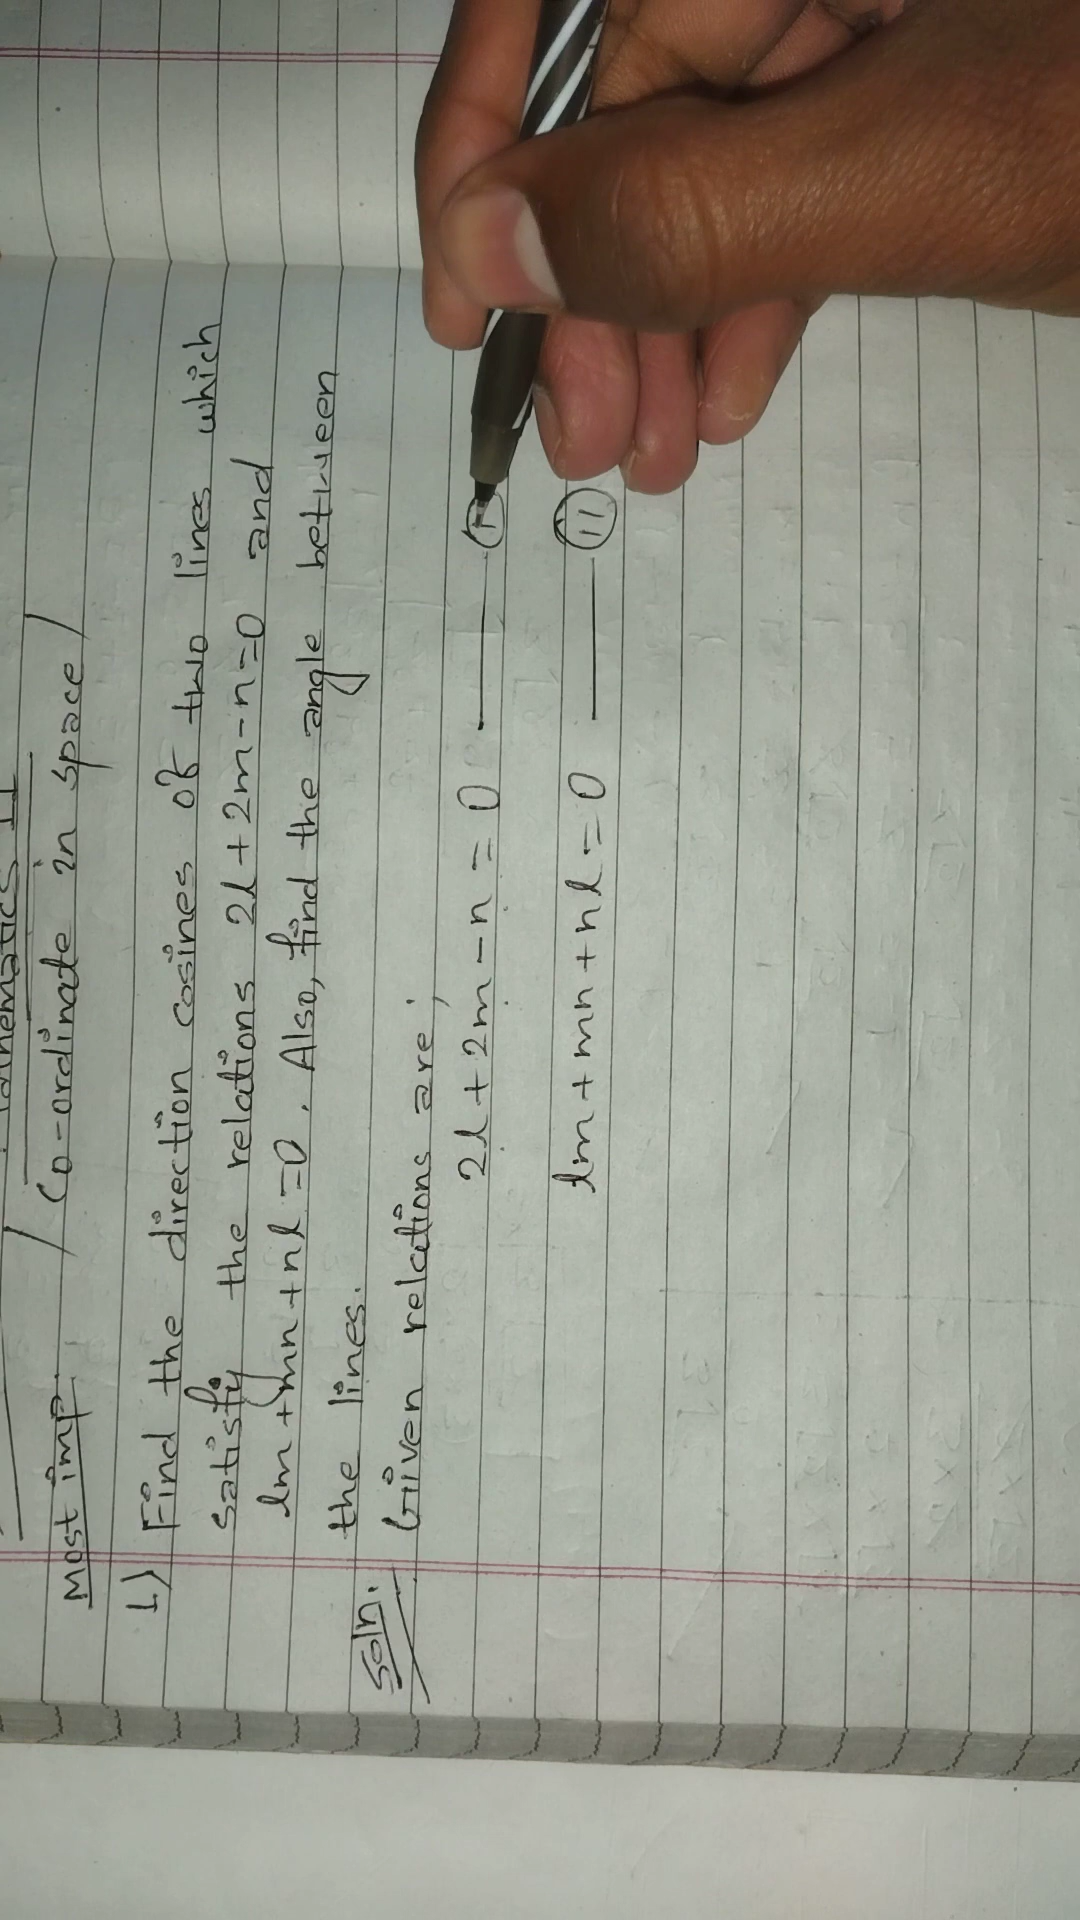 Most imp. / Co-ordinate in space /
1) Find the direction cosines of two lines which
satisfy the relations 2l + 2m - n = 0 and
lm + mn + nl = 0. Also, find the angle between
the lines.
Soln. Given relations are;
2l + 2m - n = 0 ——— (I)
lm + mn + nl = 0 ——— (II)